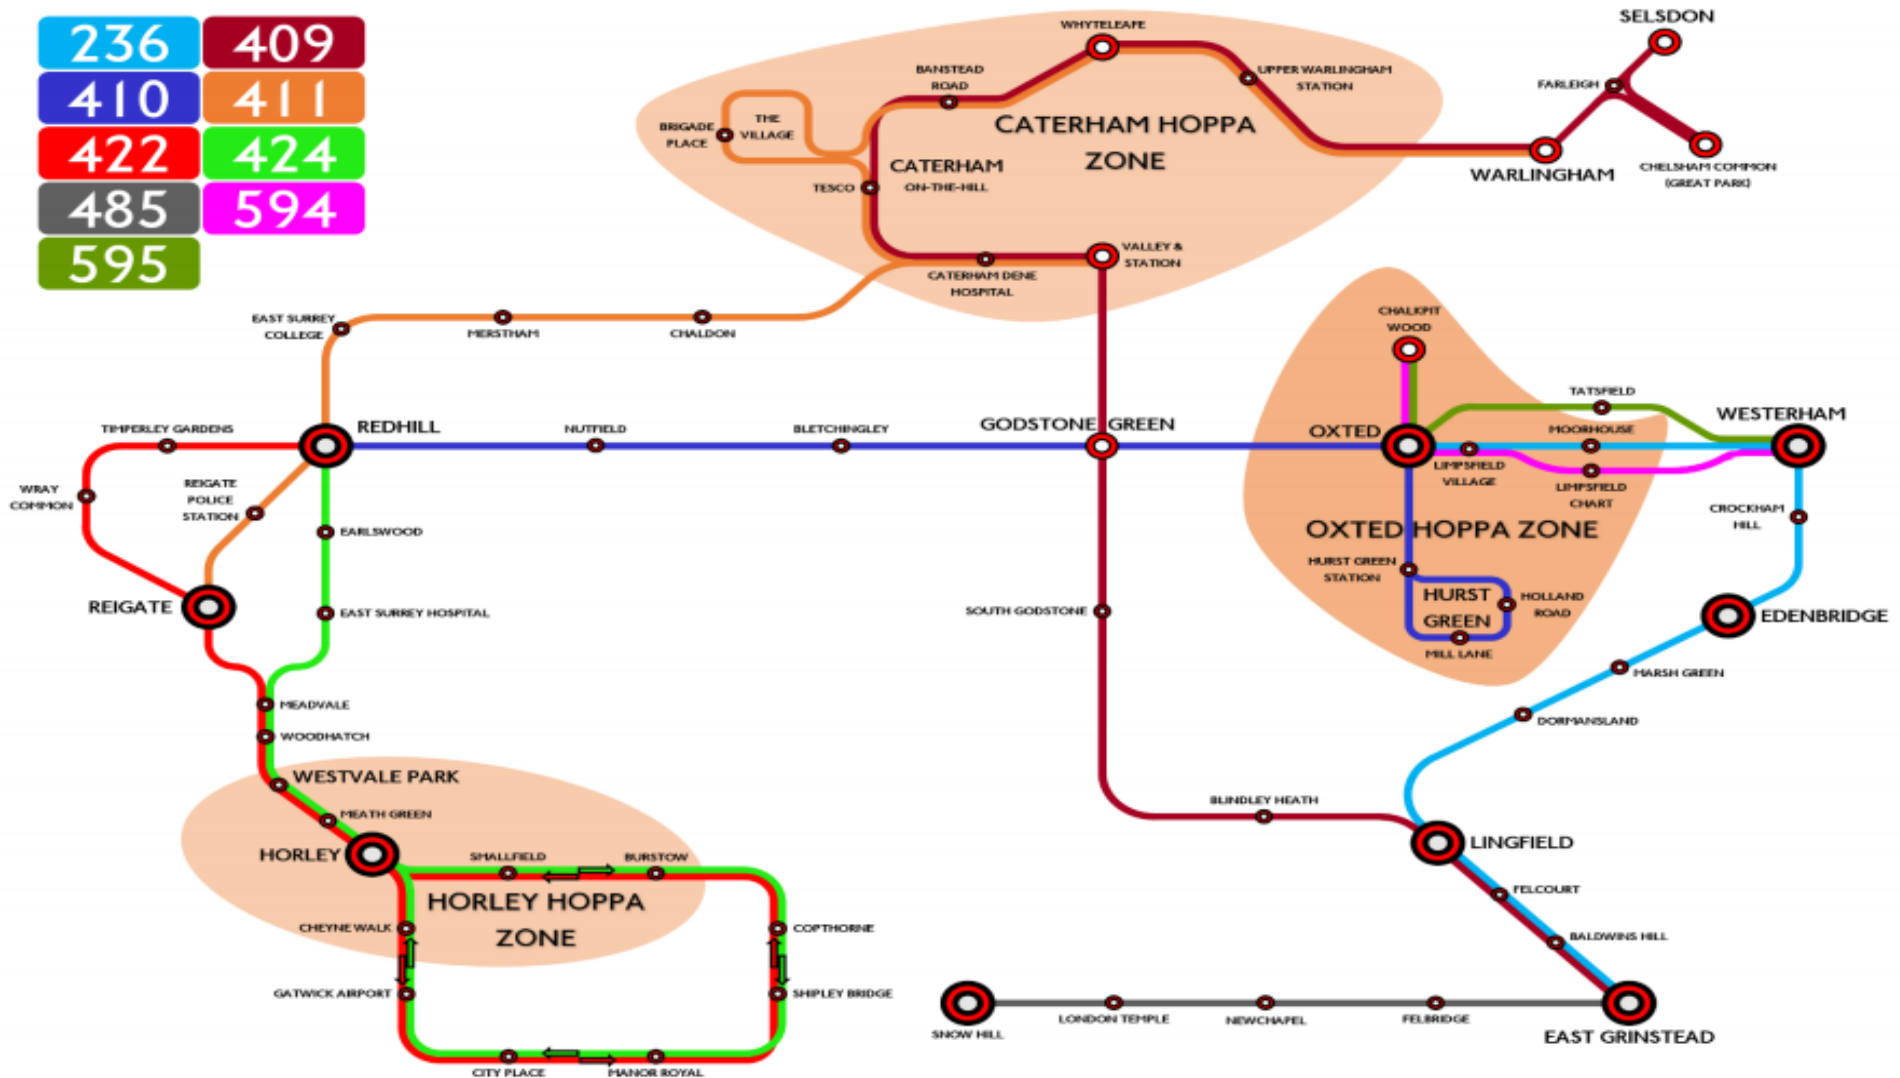 236
409
410
411
422
424
485
594
595
WHYTELEAFE
BANSTEAD
ROAD
UPPER WARLINGHAM
STATION
SELSDON
FARLEIGH
CHELSHAM COMMON
(GREAT PARK)
WARLINGHAM
BRIGADE
PLACE
THE
VILLAGE
CATERHAM HOPPA
ZONE
CATERHAM
ON-THE-HILL
TESCO
VALLEY &
STATION
CATERHAM DENE
HOSPITAL
EAST SURREY
COLLEGE
MERSTHAM
CHALDON
CHALKPIT
WOOD
TIMPERLEY GARDENS
REDHILL
NUTFIELD
BLETCHINGLEY
GODSTONE GREEN
OXTED
TATSFIELD
MOORHOUSE
WESTERHAM
LIMPSFIELD
VILLAGE
LIMPSFIELD
CHART
WRAY
COMMON
REIGATE
POLICE
STATION
EARLSWOOD
CROCKHAM
HILL
OXTED HOPPA ZONE
HURST GREEN
STATION
HURST
GREEN
HOLLAND
ROAD
MILL LANE
REIGATE
EAST SURREY HOSPITAL
SOUTH GODSTONE
EDENBRIDGE
MARSH GREEN
DORMANSLAND
MEADVALE
WOODHATCH
WESTVALE PARK
MEATH GREEN
HORLEY
SMALLFIELD
BURSTOW
HORLEY HOPPA
ZONE
CHEYNE WALK
COPTHORNE
GATWICK AIRPORT
SHIPLEY BRIDGE
CITY PLACE
MANOR ROYAL
BLINDLEY HEATH
LINGFIELD
FELCOURT
BALDWINS HILL
SNOW HILL
LONDON TEMPLE
NEWCHAPEL
FELBRIDGE
EAST GRINSTEAD